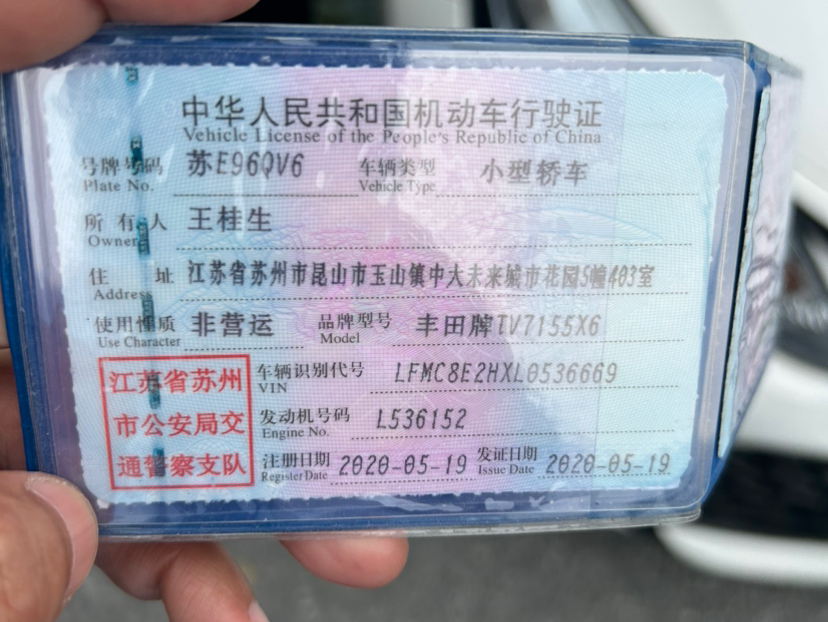 中华人民共和国机动车行驶证
Vehicle License of the People's Republic of China
号牌号码 苏E96QV6 车辆类型 小型轿车
Plate No. Vehicle Type
所有人 王桂生
Owner
住址 江苏省苏州市昆山市玉山镇中大未来城市花园5幢403室
Address
使用性质 非营运 品牌型号 丰田牌TV7155X6
Use Character Model
江苏省苏州 车辆识别代号 LFMC8E2HXL0536669
VIN
市公安局交 发动机号码 L536152
Engine No.
通警察支队 注册日期 2020-05-19 发证日期 2020-05-19
Register Date Issue Date